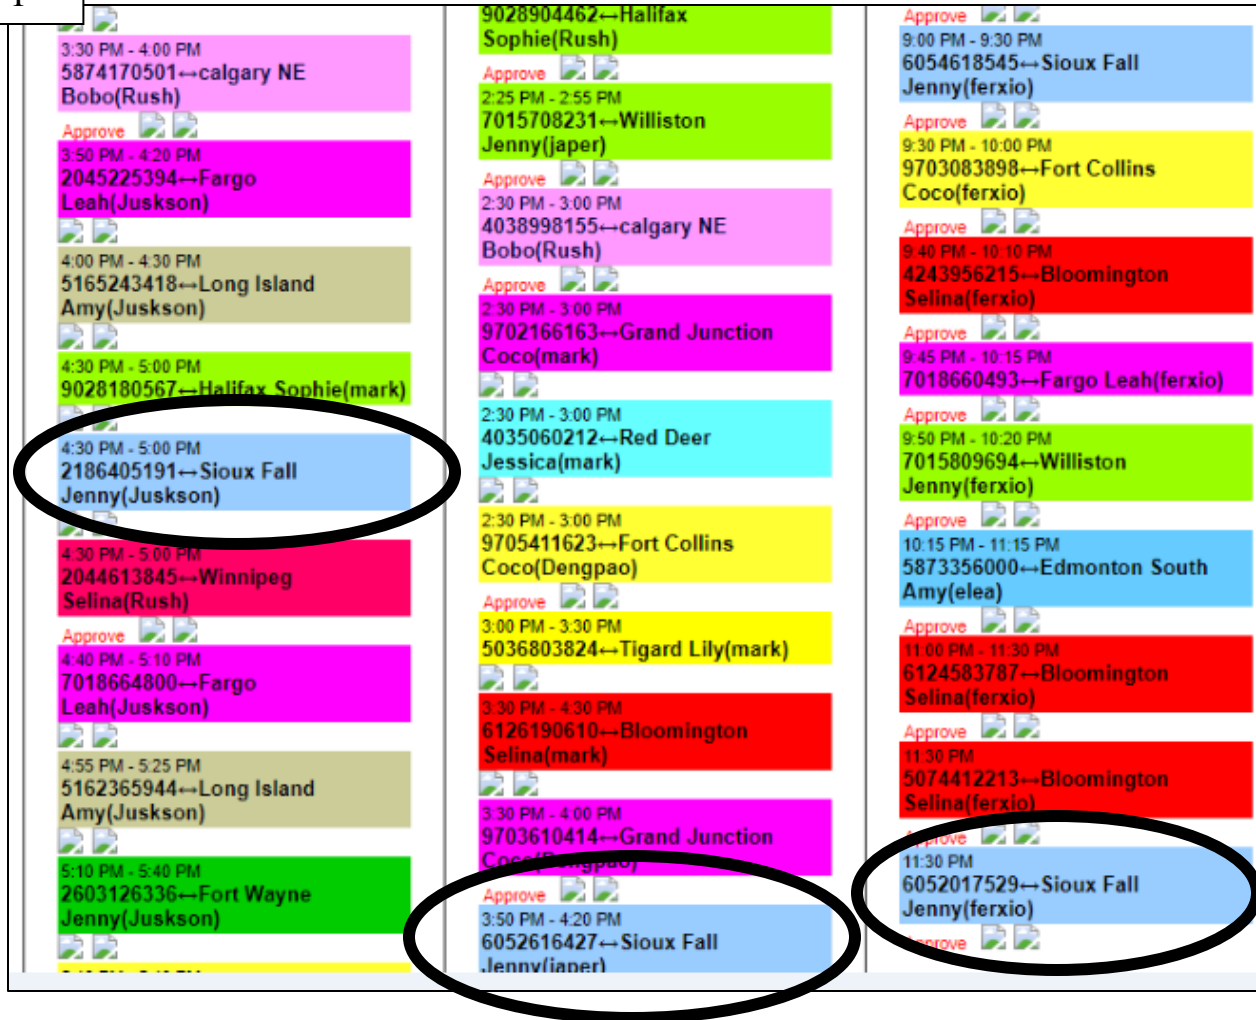 p
3:30 PM - 4:00 PM
5874170501↔calgary NE
Bobo(Rush)
Approve
3:50 PM - 4:20 PM
2045225394↔Fargo
Leah(Juskson)
4:00 PM - 4:30 PM
5165243418↔Long Island
Amy(Juskson)
4:30 PM - 5:00 PM
9028180567↔Halifax Sophie(mark)
4:30 PM - 5:00 PM
2186405191↔Sioux Fall
Jenny(Juskson)
4:30 PM - 5:00 PM
2044613845↔Winnipeg
Selina(Rush)
Approve
4:40 PM - 5:10 PM
7018664800↔Fargo
Leah(Juskson)
4:55 PM - 5:25 PM
5162365944↔Long Island
Amy(Juskson)
5:10 PM - 5:40 PM
2603126336↔Fort Wayne
Jenny(Juskson)
9028904462↔Halifax
Sophie(Rush)
Approve
2:25 PM - 2:55 PM
7015708231↔Williston
Jenny(japer)
Approve
2:30 PM - 3:00 PM
4038998155↔calgary NE
Bobo(Rush)
Approve
2:30 PM - 3:00 PM
9702166163↔Grand Junction
Coco(mark)
2:30 PM - 3:00 PM
4035060212↔Red Deer
Jessica(mark)
2:30 PM - 3:00 PM
9705411623↔Fort Collins
Coco(Dengpao)
Approve
3:00 PM - 3:30 PM
5036803824↔Tigard Lily(mark)
3:30 PM - 4:30 PM
6126190610↔Bloomington
Selina(mark)
3:30 PM - 4:00 PM
9703610414↔Grand Junction
Coco(Dengpao)
Approve
3:50 PM - 4:20 PM
6052616427↔Sioux Fall
Jenny(japer)
Approve
9:00 PM - 9:30 PM
6054618545↔Sioux Fall
Jenny(ferxio)
Approve
9:30 PM - 10:00 PM
9703083898↔Fort Collins
Coco(ferxio)
Approve
9:40 PM - 10:10 PM
4243956215↔Bloomington
Selina(ferxio)
Approve
9:45 PM - 10:15 PM
7018660493↔Fargo Leah(ferxio)
Approve
9:50 PM - 10:20 PM
7015809694↔Williston
Jenny(ferxio)
Approve
10:15 PM - 11:15 PM
5873356000↔Edmonton South
Amy(elea)
Approve
11:00 PM - 11:30 PM
6124583787↔Bloomington
Selina(ferxio)
Approve
11:30 PM
5074412213↔Bloomington
Selina(ferxio)
Approve
11:30 PM
6052017529↔Sioux Fall
Jenny(ferxio)
Approve